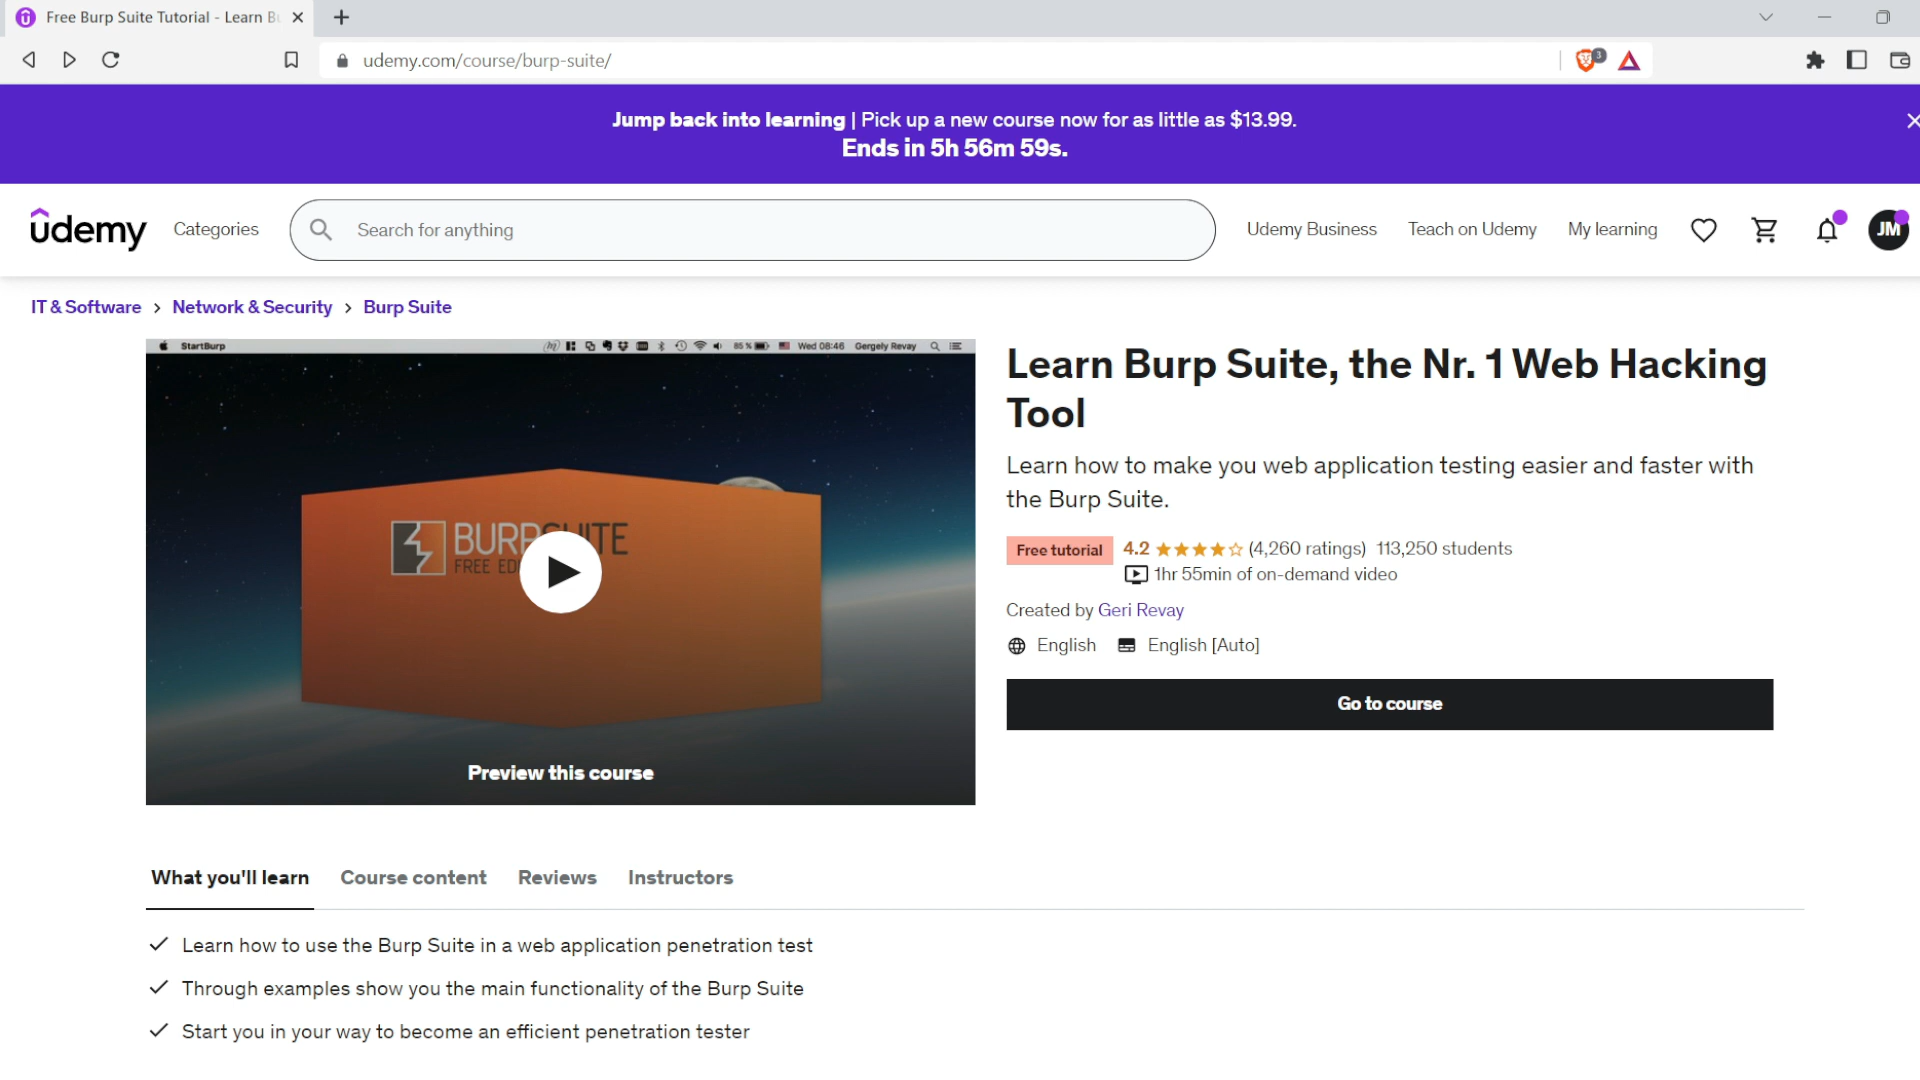 Free Burp Suite Tutorial - Learn Bu
udemy.com/course/burp-suite/
3
Jump back into learning | Pick up a new course now for as little as $13.99.
Ends in 5h 56m 59s.
udemy
Categories
Search for anything
Udemy Business
Teach on Udemy
My learning
JM
IT & Software > Network & Security > Burp Suite
StartBurp
85 %
Wed 08:46
Gergely Revay
BURPSUITE
FREE ED
Preview this course
Learn Burp Suite, the Nr. 1 Web Hacking
Tool
Learn how to make you web application testing easier and faster with
the Burp Suite.
Free tutorial
4.2
(4,260 ratings)
113,250 students
1hr 55min of on-demand video
Created by Geri Revay
English
English [Auto]
Go to course
What you'll learn
Course content
Reviews
Instructors
Learn how to use the Burp Suite in a web application penetration test
Through examples show you the main functionality of the Burp Suite
Start you in your way to become an efficient penetration tester